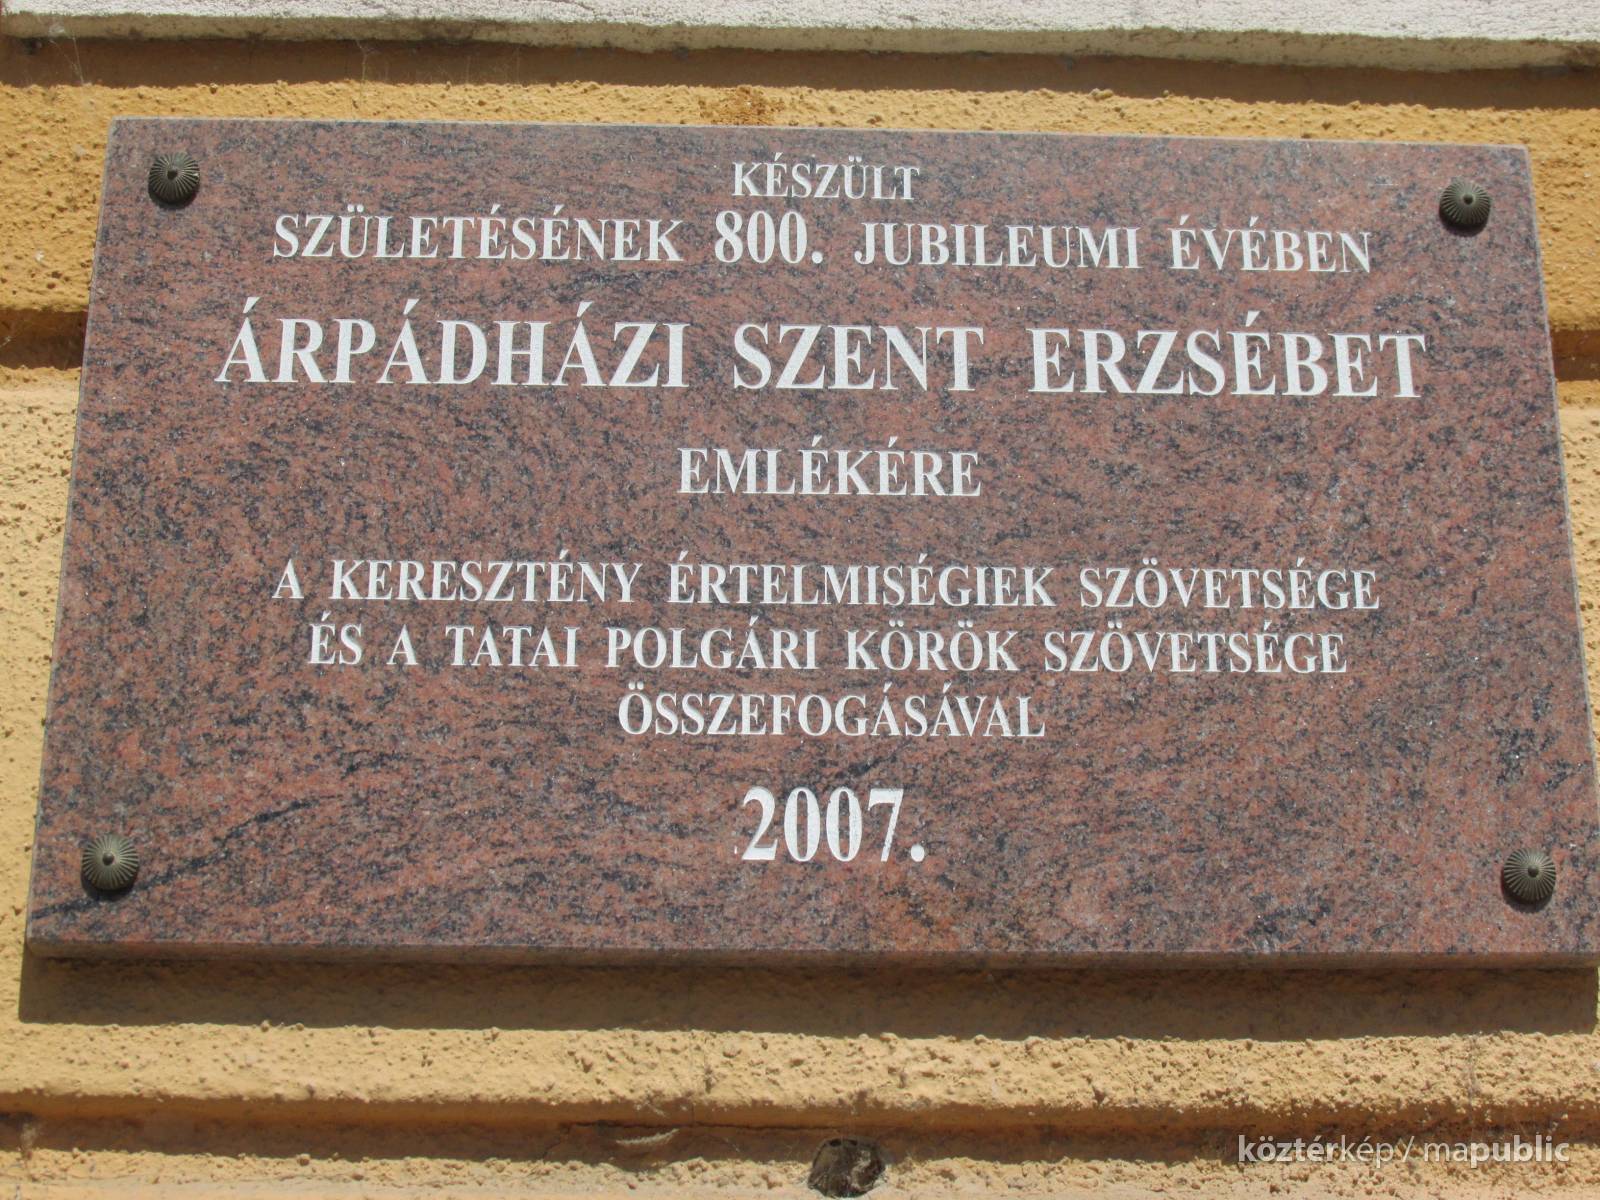 KÉSZÜLT
SZÜLETÉSÉNEK 800. JUBILEUMI ÉVÉBEN
ÁRPÁDHÁZI SZENT ERZSÉBET
EMLÉKÉRE
A KERESZTÉNY ÉRTELMISÉGIEK SZÖVETSÉGE
ÉS A TATAI POLGÁRI KÖRÖK SZÖVETSÉGE
ÖSSZEFOGÁSÁVAL
2007.
köztérkép / mapublic